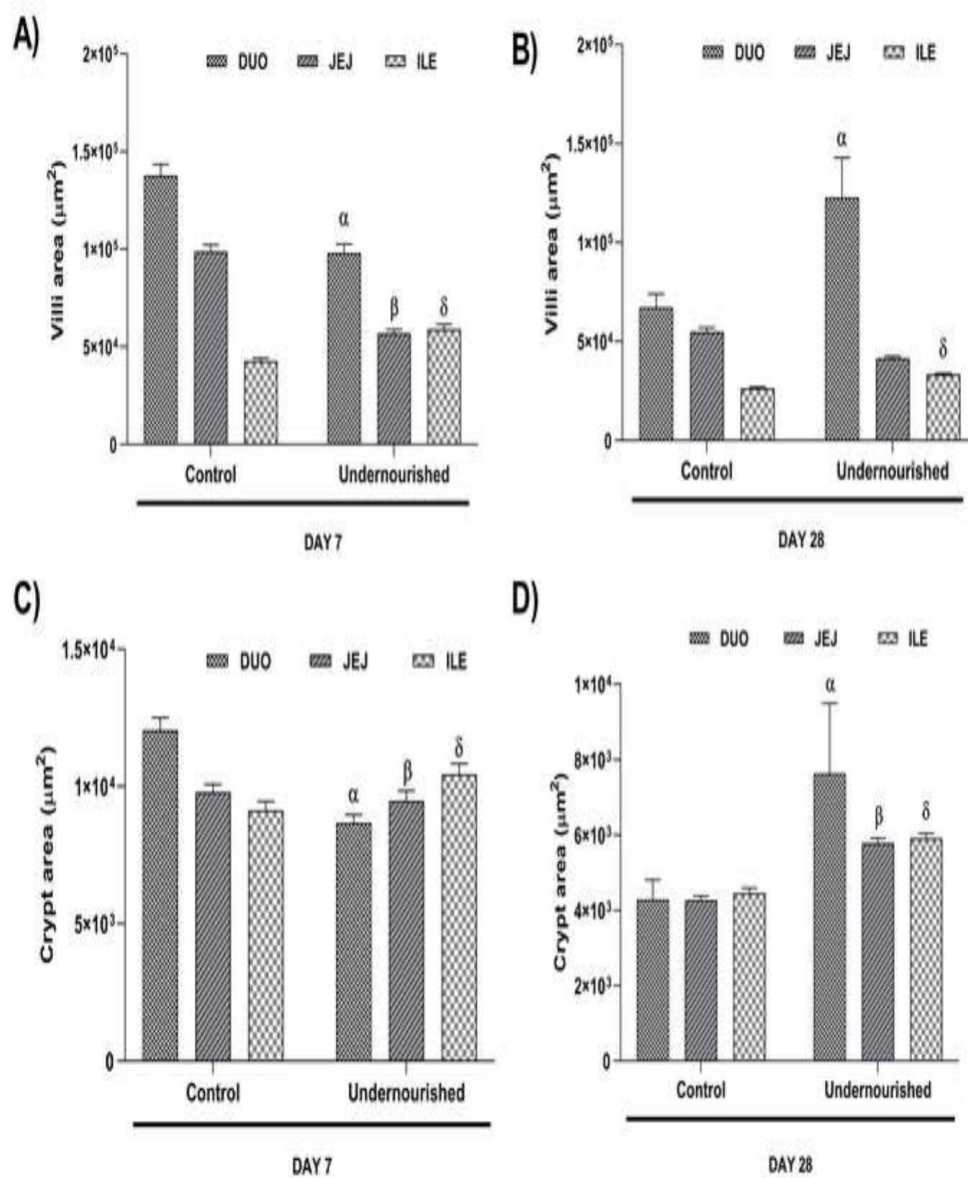 A)
2×10⁵
1.5×10⁵
1×10⁵
5×10⁴
0
Villi area (μm²)
DUO JEJ ILE
α β δ
Control Undernourished
DAY 7
B)
2×10⁵
1.5×10⁵
1×10⁵
5×10⁴
0
Villi area (μm²)
DUO JEJ ILE
α δ
Control Undernourished
DAY 28
C)
1.5×10⁴
1×10⁴
5×10³
0
Crypt area (μm²)
DUO JEJ ILE
α β δ
Control Undernourished
DAY 7
D)
1×10⁴
8×10³
6×10³
4×10³
2×10³
0
Crypt area (μm²)
DUO JEJ ILE
α β δ
Control Undernourished
DAY 28